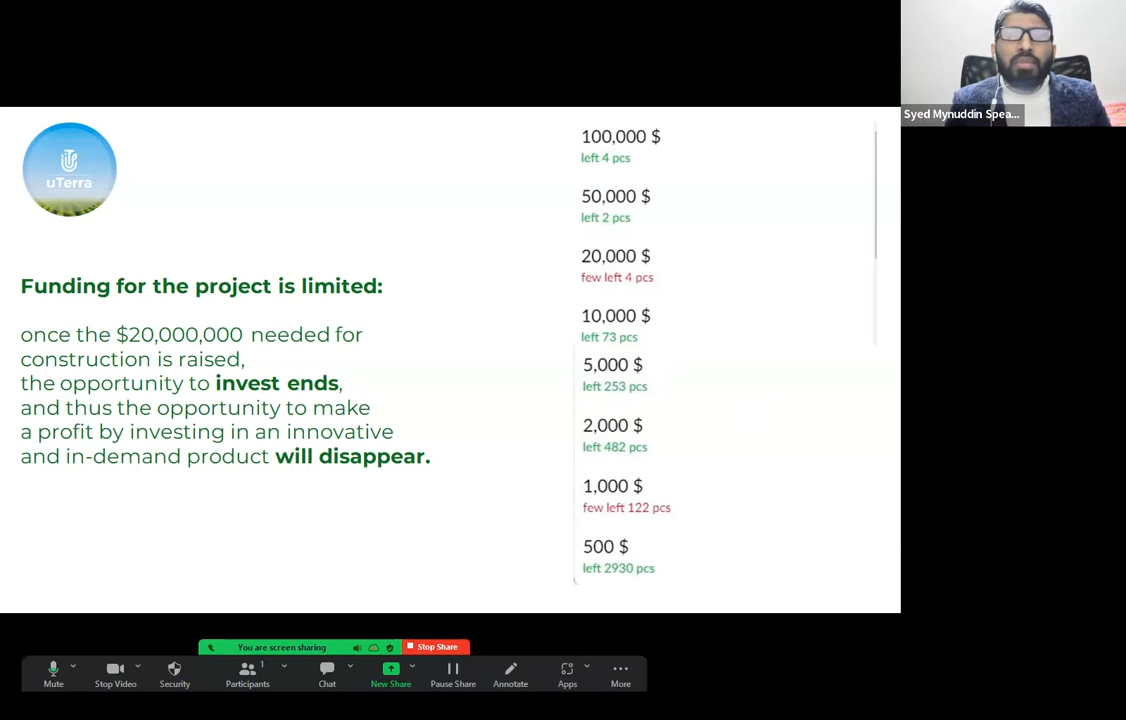 Syed Mynuddin Spea...
uTerra
Funding for the project is limited:
once the $20,000,000 needed for
construction is raised,
the opportunity to invest ends,
and thus the opportunity to make
a profit by investing in an innovative
and in-demand product will disappear.
100,000 $
left 4 pcs
50,000 $
left 2 pcs
20,000 $
few left 4 pcs
10,000 $
left 73 pcs
5,000 $
left 253 pcs
2,000 $
left 482 pcs
1,000 $
few left 122 pcs
500 $
left 2930 pcs
You are screen sharing
Stop Share
Mute
Stop Video
Security
1
Participants
Chat
New Share
Pause Share
Annotate
Apps
More